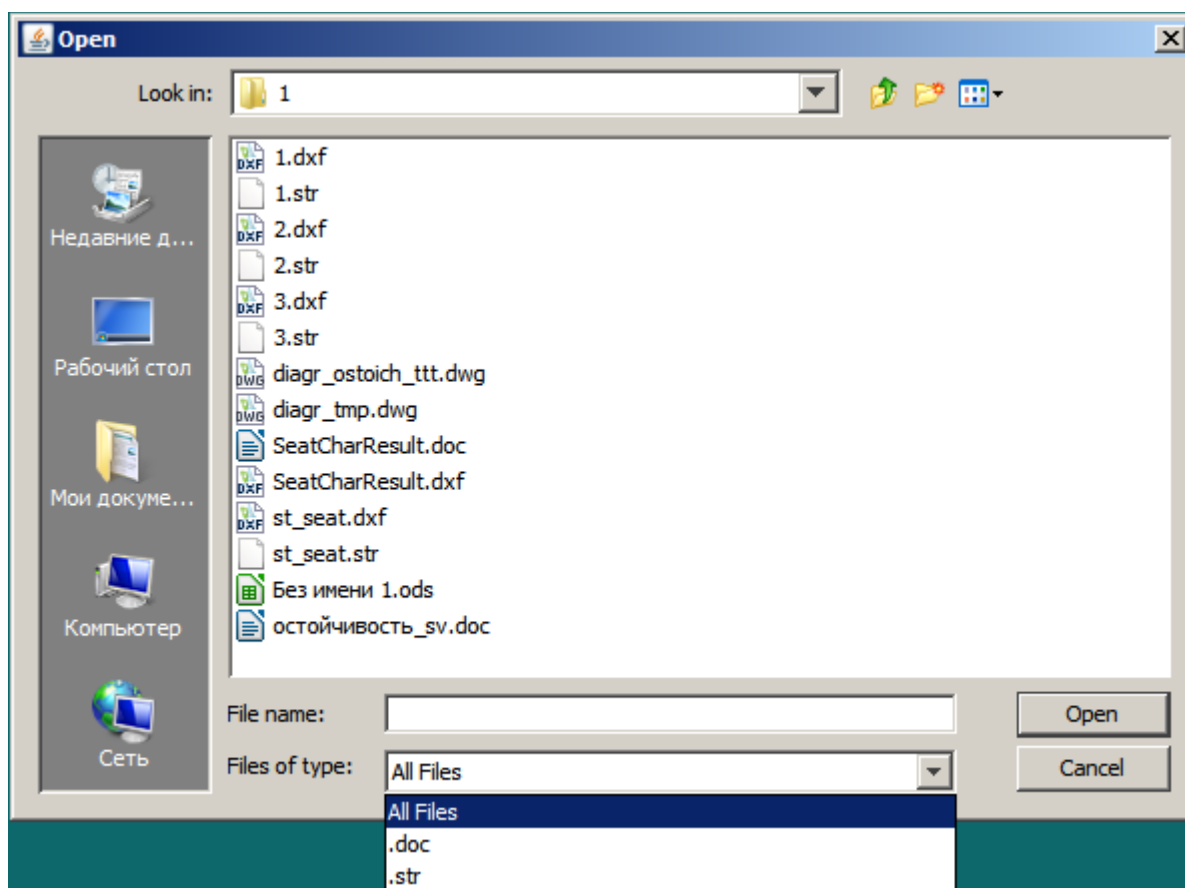 Open
Look in:
1
Недавние д...
Рабочий стол
Мои докуме...
Компьютер
Сеть
1.dxf
1.str
2.dxf
2.str
3.dxf
3.str
diagr_ostoich_ttt.dwg
diagr_tmp.dwg
SeatCharResult.doc
SeatCharResult.dxf
st_seat.dxf
st_seat.str
Без имени 1.ods
остойчивость_sv.doc
File name:
Open
Files of type:
All Files
Cancel
All Files
.doc
.str